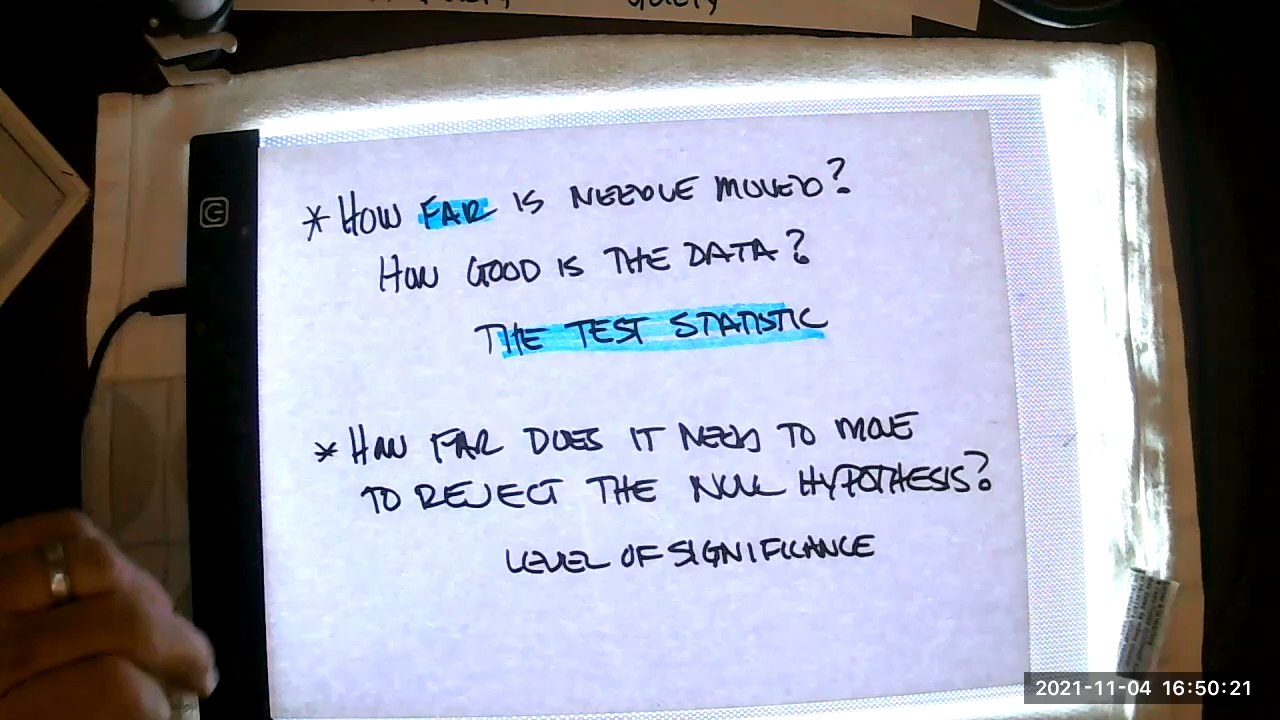 * HOW FAR IS NEEDLE MOVED?
HOW GOOD IS THE DATA?
THE TEST STATISTIC
* HOW FAR DOES IT NEED TO MOVE
TO REJECT THE NULL HYPOTHESIS?
LEVEL OF SIGNIFICANCE
2021-11-04 16:50:21